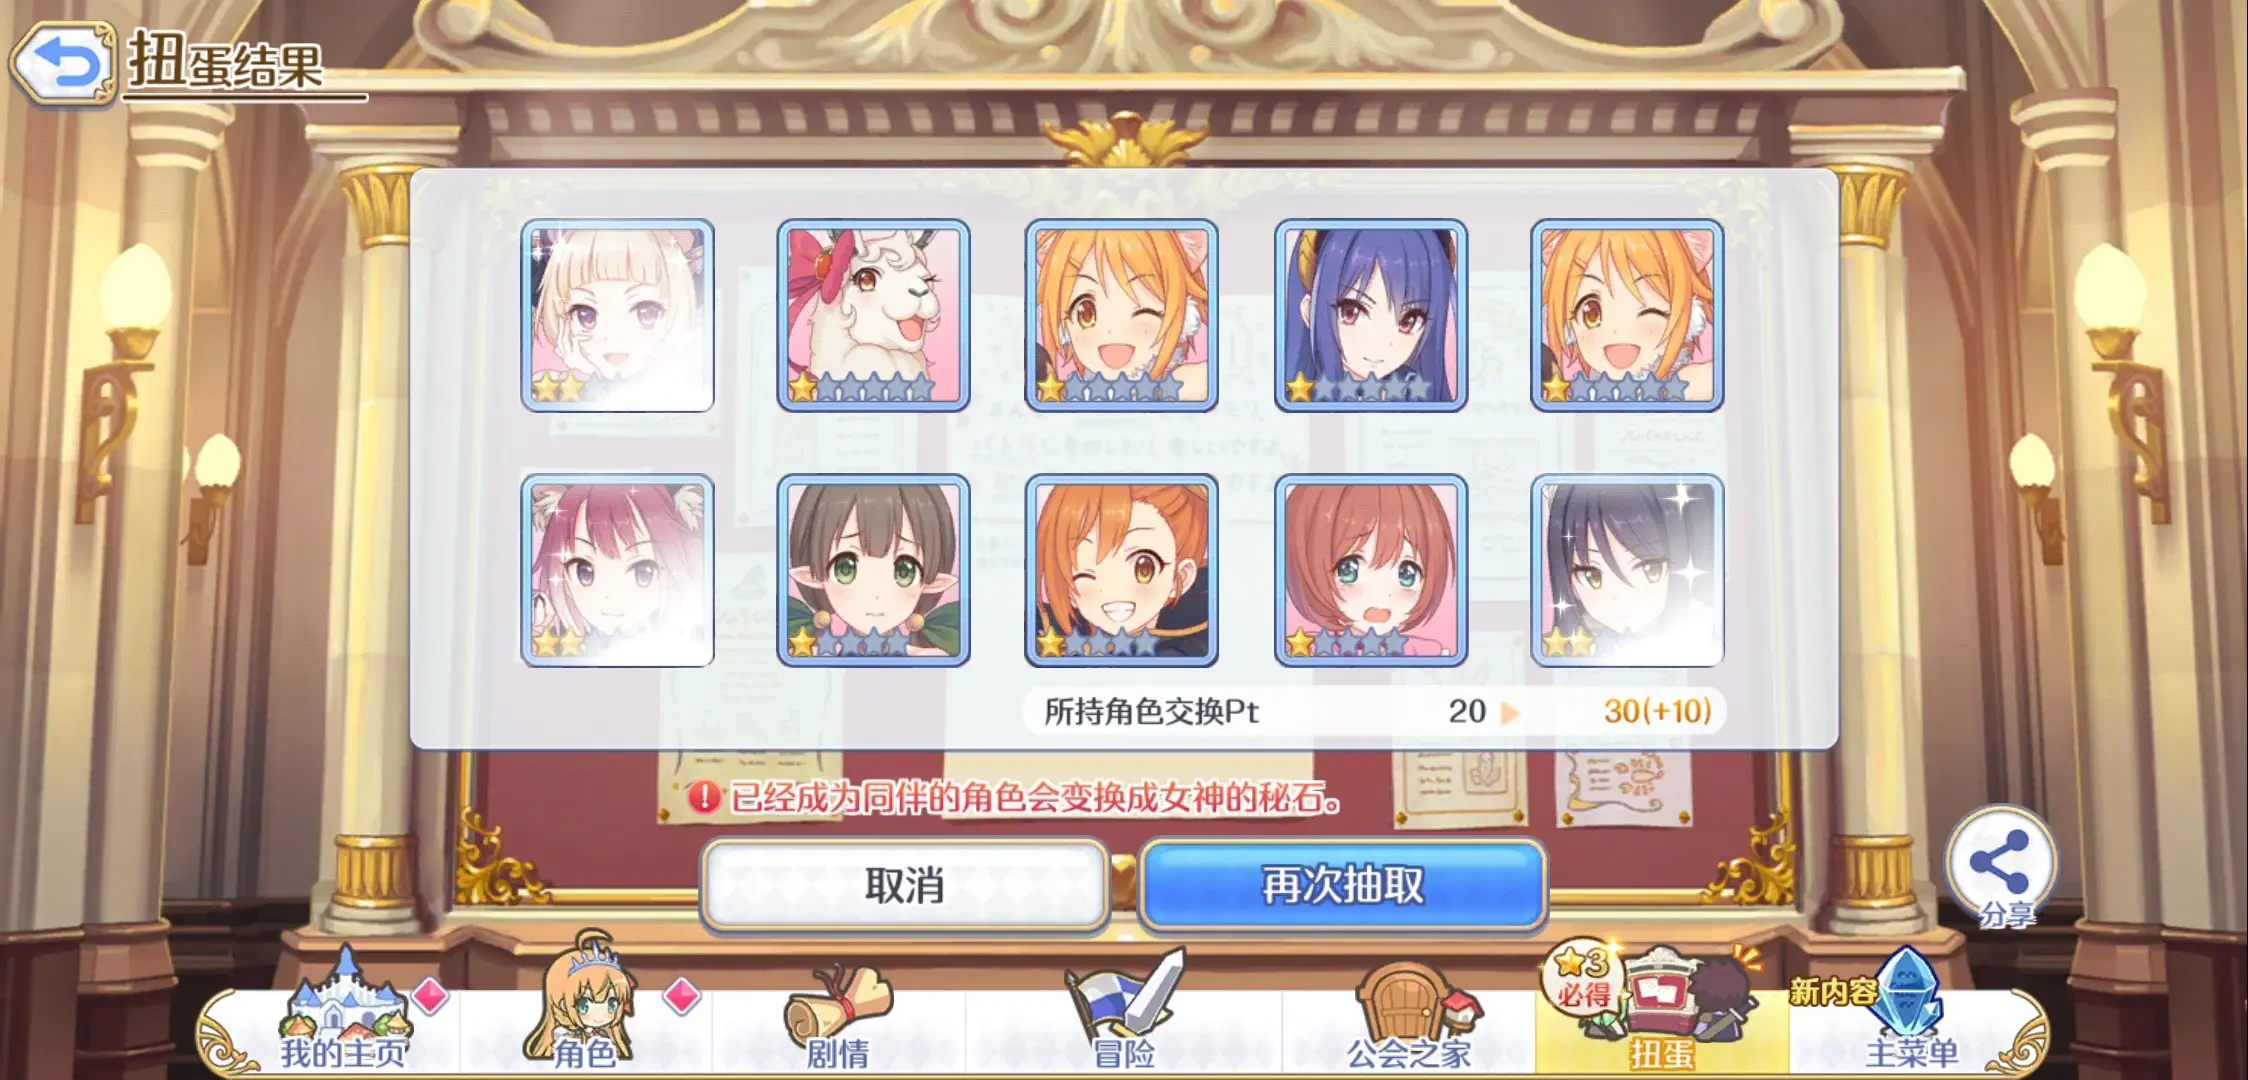 扭蛋结果
所持角色交换Pt 20 30(+10)
已经成为同伴的角色会变换成女神的秘石。
取消
再次抽取
分享
3
必得
新内容
我的主页
角色
剧情
冒险
公会之家
扭蛋
主菜单